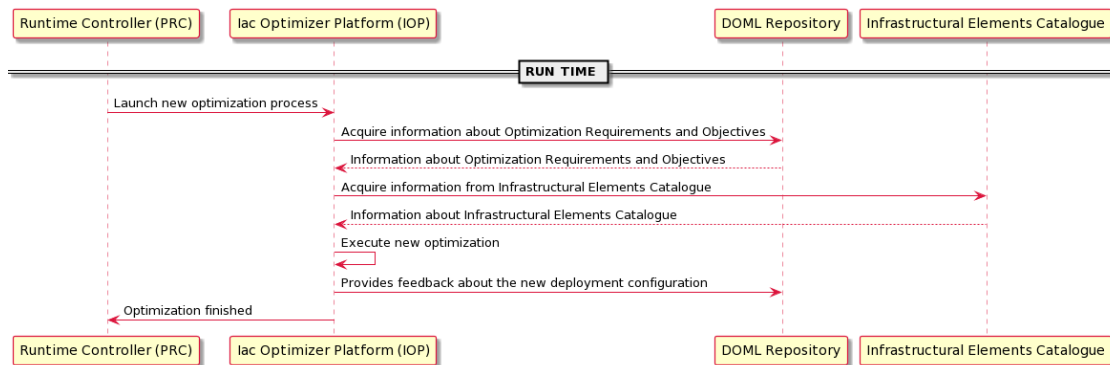 Runtime Controller (PRC)
Iac Optimizer Platform (IOP)
DOML Repository
Infrastructural Elements Catalogue
RUN TIME
Launch new optimization process
Acquire information about Optimization Requirements and Objectives
Information about Optimization Requirements and Objectives
Acquire information from Infrastructural Elements Catalogue
Information about Infrastructural Elements Catalogue
Execute new optimization
Provides feedback about the new deployment configuration
Optimization finished
Runtime Controller (PRC)
Iac Optimizer Platform (IOP)
DOML Repository
Infrastructural Elements Catalogue